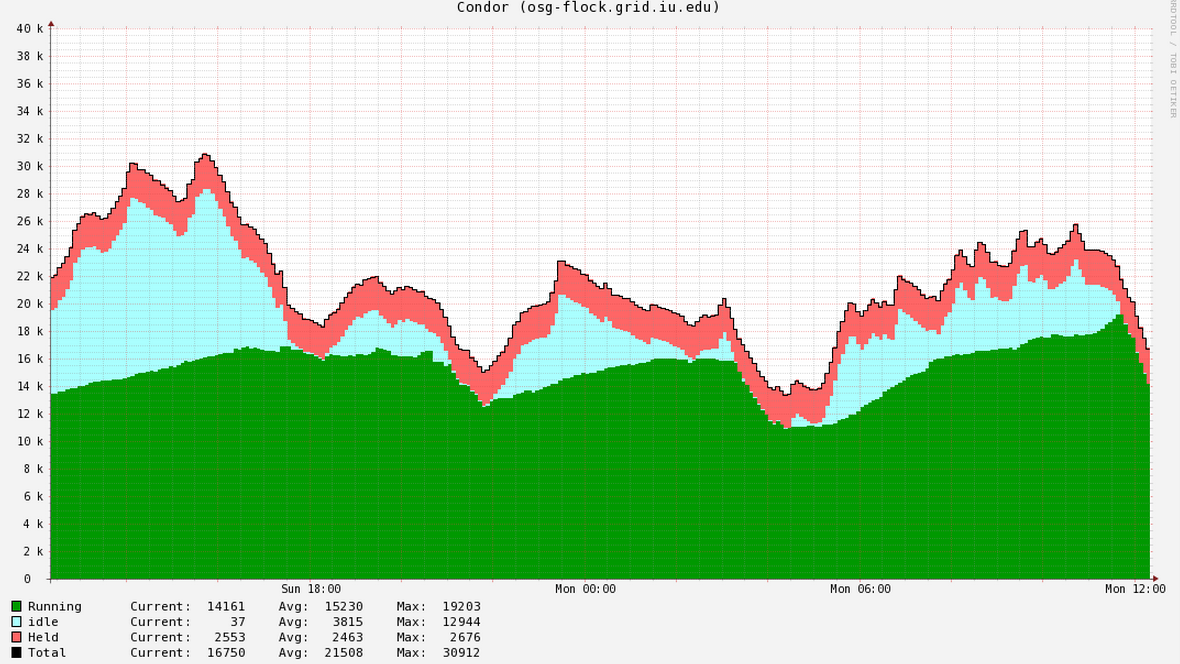 Condor (osg-flock.grid.iu.edu)
RRDTOOL / TOBI OETIKER
40 k
38 k
36 k
34 k
32 k
30 k
28 k
26 k
24 k
22 k
20 k
18 k
16 k
14 k
12 k
10 k
8 k
6 k
4 k
2 k
0
Sun 18:00 Mon 00:00 Mon 06:00 Mon 12:00
Running Current: 14161 Avg: 15230 Max: 19203
idle Current: 37 Avg: 3815 Max: 12944
Held Current: 2553 Avg: 2463 Max: 2676
Total Current: 16750 Avg: 21508 Max: 30912